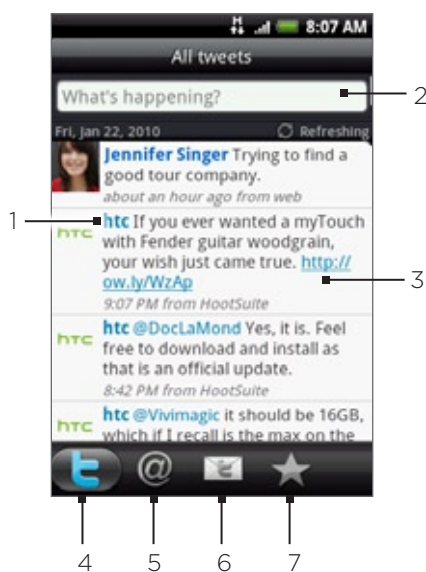 H 8:07 AM
All tweets
What's happening?
Fri, Jan 22, 2010 Refreshing
Jennifer Singer Trying to find a
good tour company.
about an hour ago from web
htc
htc If you ever wanted a myTouch
with Fender guitar woodgrain,
your wish just came true. http://
ow.ly/WzAp
9:07 PM from HootSuite
htc
htc @DocLaMond Yes, it is. Feel
free to download and install as
that is an official update.
8:42 PM from HootSuite
htc
htc @Vivimagic it should be 16GB,
which if I recall is the max on the
t @ t
1
2
3
4 5 6 7